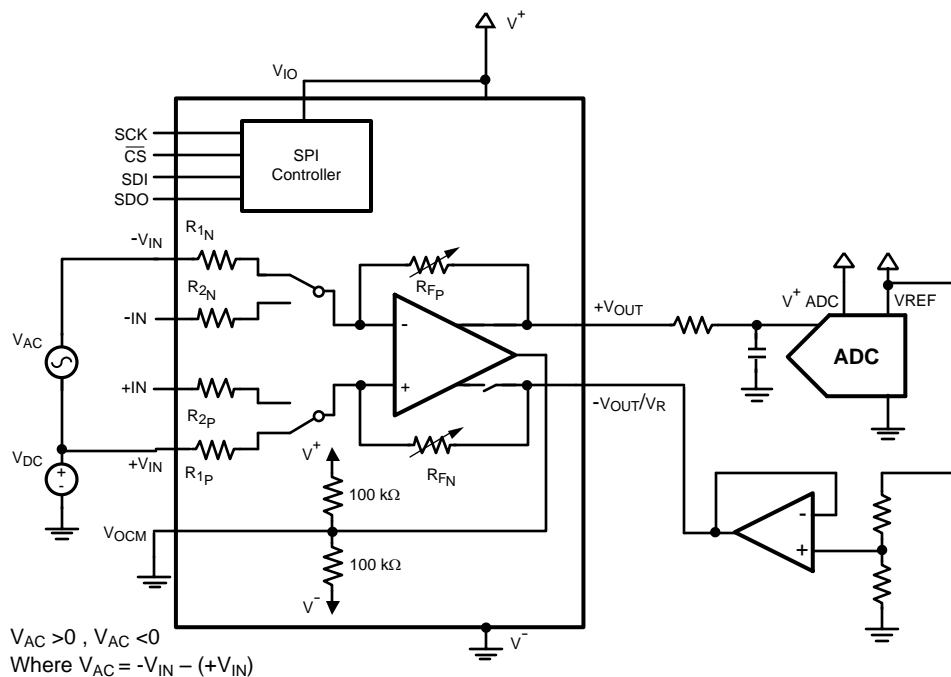 V+
VIO
SCK
CS
SDI
SDO
SPI
Controller
R1N
-VIN
R2N
-IN
RFP
+VOUT
V+ ADC
VREF
ADC
VAC
-
+
+IN
R2P
-VOUT/VR
VDC
+
-
+VIN
R1P
V+
RFN
100 kΩ
VOCM
100 kΩ
V-
-
+
V-
VAC >0 , VAC <0
Where VAC = -VIN – (+VIN)